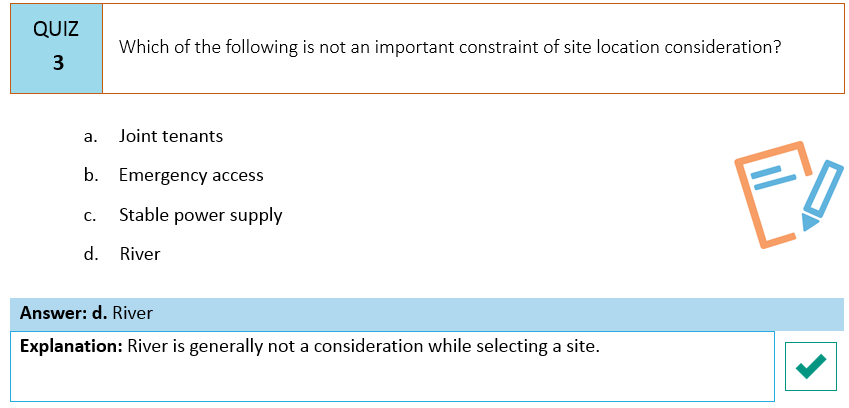 QUIZ
3
Which of the following is not an important constraint of site location consideration?
a. Joint tenants
b. Emergency access
c. Stable power supply
d. River
Answer: d. River
Explanation: River is generally not a consideration while selecting a site.